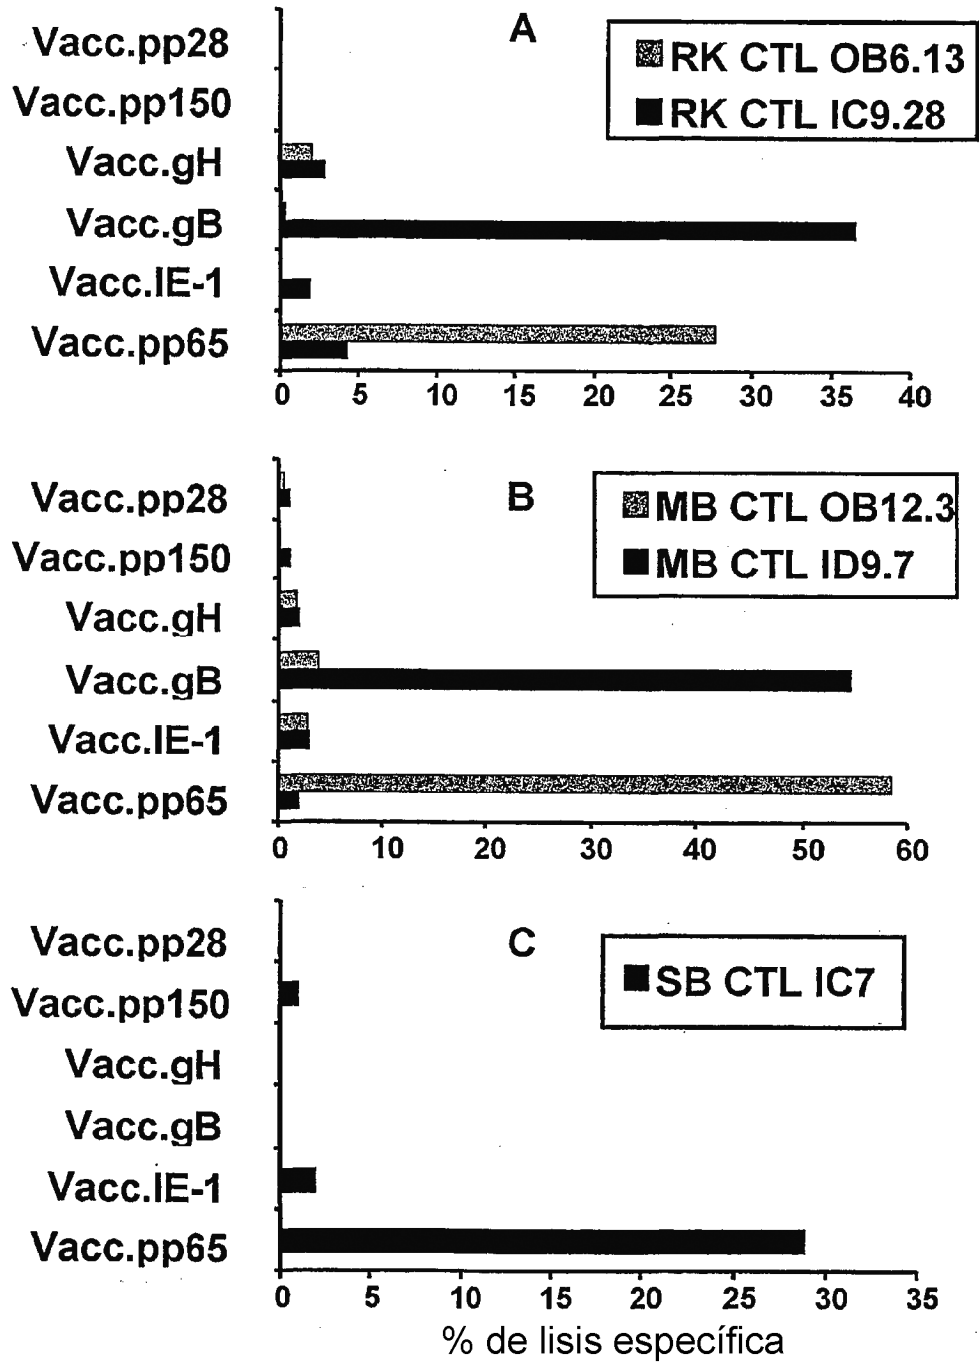 A
RK CTL OB6.13
RK CTL IC9.28
Vacc.pp28
Vacc.pp150
Vacc.gH
Vacc.gB
Vacc.IE-1
Vacc.pp65
0 5 10 15 20 25 30 35 40
B
MB CTL OB12.3
MB CTL ID9.7
Vacc.pp28
Vacc.pp150
Vacc.gH
Vacc.gB
Vacc.IE-1
Vacc.pp65
0 10 20 30 40 50 60
C
SB CTL IC7
Vacc.pp28
Vacc.pp150
Vacc.gH
Vacc.gB
Vacc.IE-1
Vacc.pp65
0 5 10 15 20 25 30 35
% de lisis específica